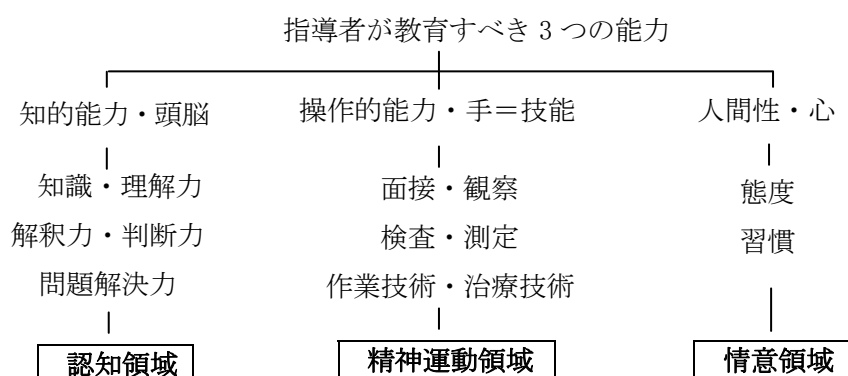 指導者が教育すべき3つの能力
知的能力・頭脳
操作的能力・手＝技能
人間性・心
知識・理解力
面接・観察
態度
解釈力・判断力
検査・測定
習慣
問題解決力
作業技術・治療技術
認知領域
精神運動領域
情意領域